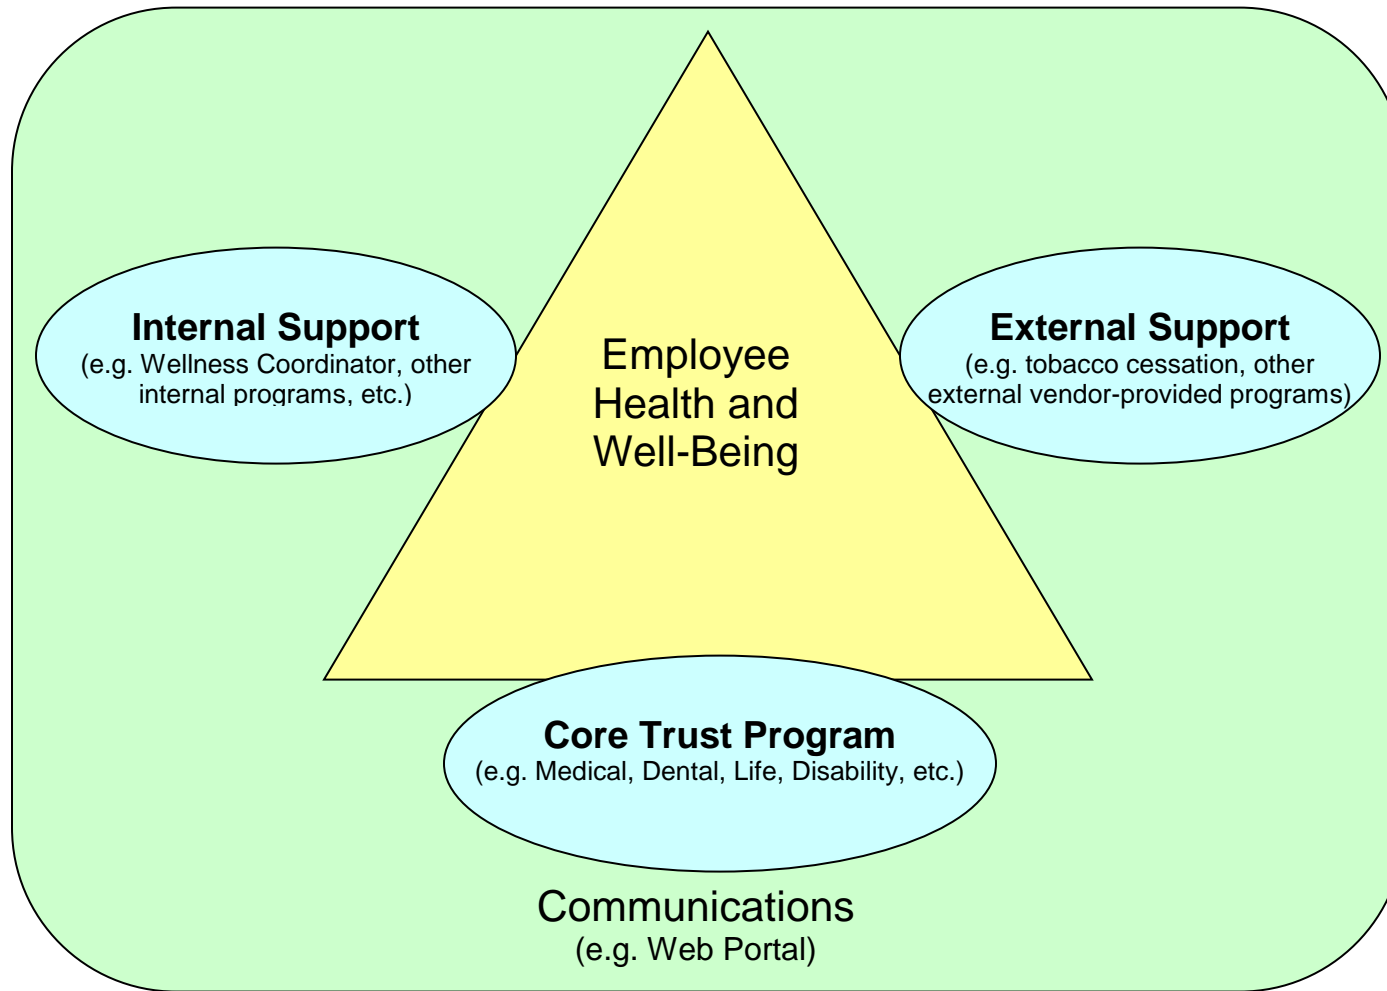 Internal Support
(e.g. Wellness Coordinator, other
internal programs, etc.)
Employee
Health and
Well-Being
External Support
(e.g. tobacco cessation, other
external vendor-provided programs)
Core Trust Program
(e.g. Medical, Dental, Life, Disability, etc.)
Communications
(e.g. Web Portal)